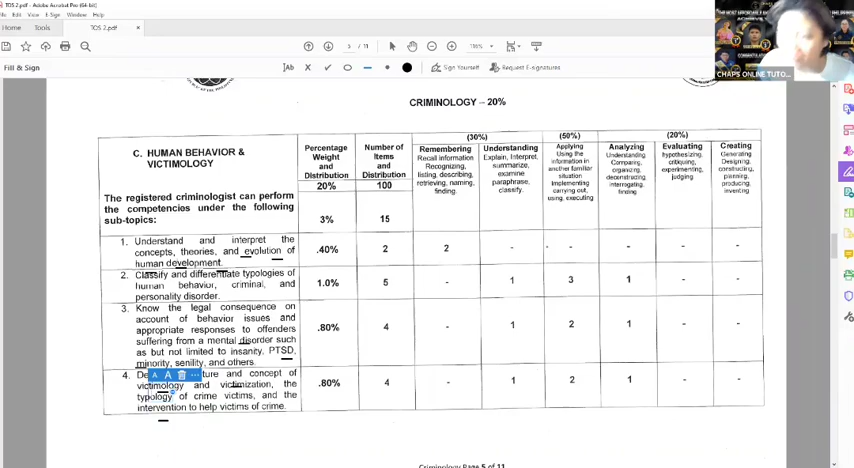 TOS 2.pdf - Adobe Acrobat Pro (64-bit)
File Edit View E-Sign Window Help
Home Tools TOS 2.pdf ×
5 / 11
Fill & Sign
Sign Yourself Request E-signatures
CHAPS ONLINE TUTO...
CRIMINOLOGY – 20%
C. HUMAN BEHAVIOR &
VICTIMOLOGY
The registered criminologist can perform
the competencies under the following
sub-topics:
Percentage
Weight
and
Distribution
20%
3%
Number of
Items
and
Distribution
100
15
(30%)
Remembering
Recall information
Recognizing,
listing, describing,
retrieving, naming,
finding.
Understanding
Explain, Interpret,
summarize,
examine
paraphrase,
classify.
(50%)
Applying
Using the
information in
another familiar
situation
Implementing
carrying out,
using, executing
(20%)
Analyzing
Understanding
Comparing,
organizing,
deconstructing
interrogating,
finding
Evaluating
hypothesizing,
critiquing,
experimenting,
judging
Creating
Generating
Designing,
constructing,
planning,
producing,
inventing
1. Understand and interpret the
concepts, theories, and evolution of
human development.
.40% 2 2 - - - - -
2. Classify and differentiate typologies of
human behavior, criminal, and
personality disorder.
1.0% 5 - 1 3 1 - -
3. Know the legal consequence on
account of behavior issues and
appropriate responses to offenders
suffering from a mental disorder such
as but not limited to insanity, PTSD,
minority, senility, and others.
.80% 4 - 1 2 1 - -
4. De ture and concept of
victimology and victimization, the
typology of crime victims, and the
intervention to help victims of crime.
.80% 4 - 1 2 1 - -
Criminology Page 5 of 11